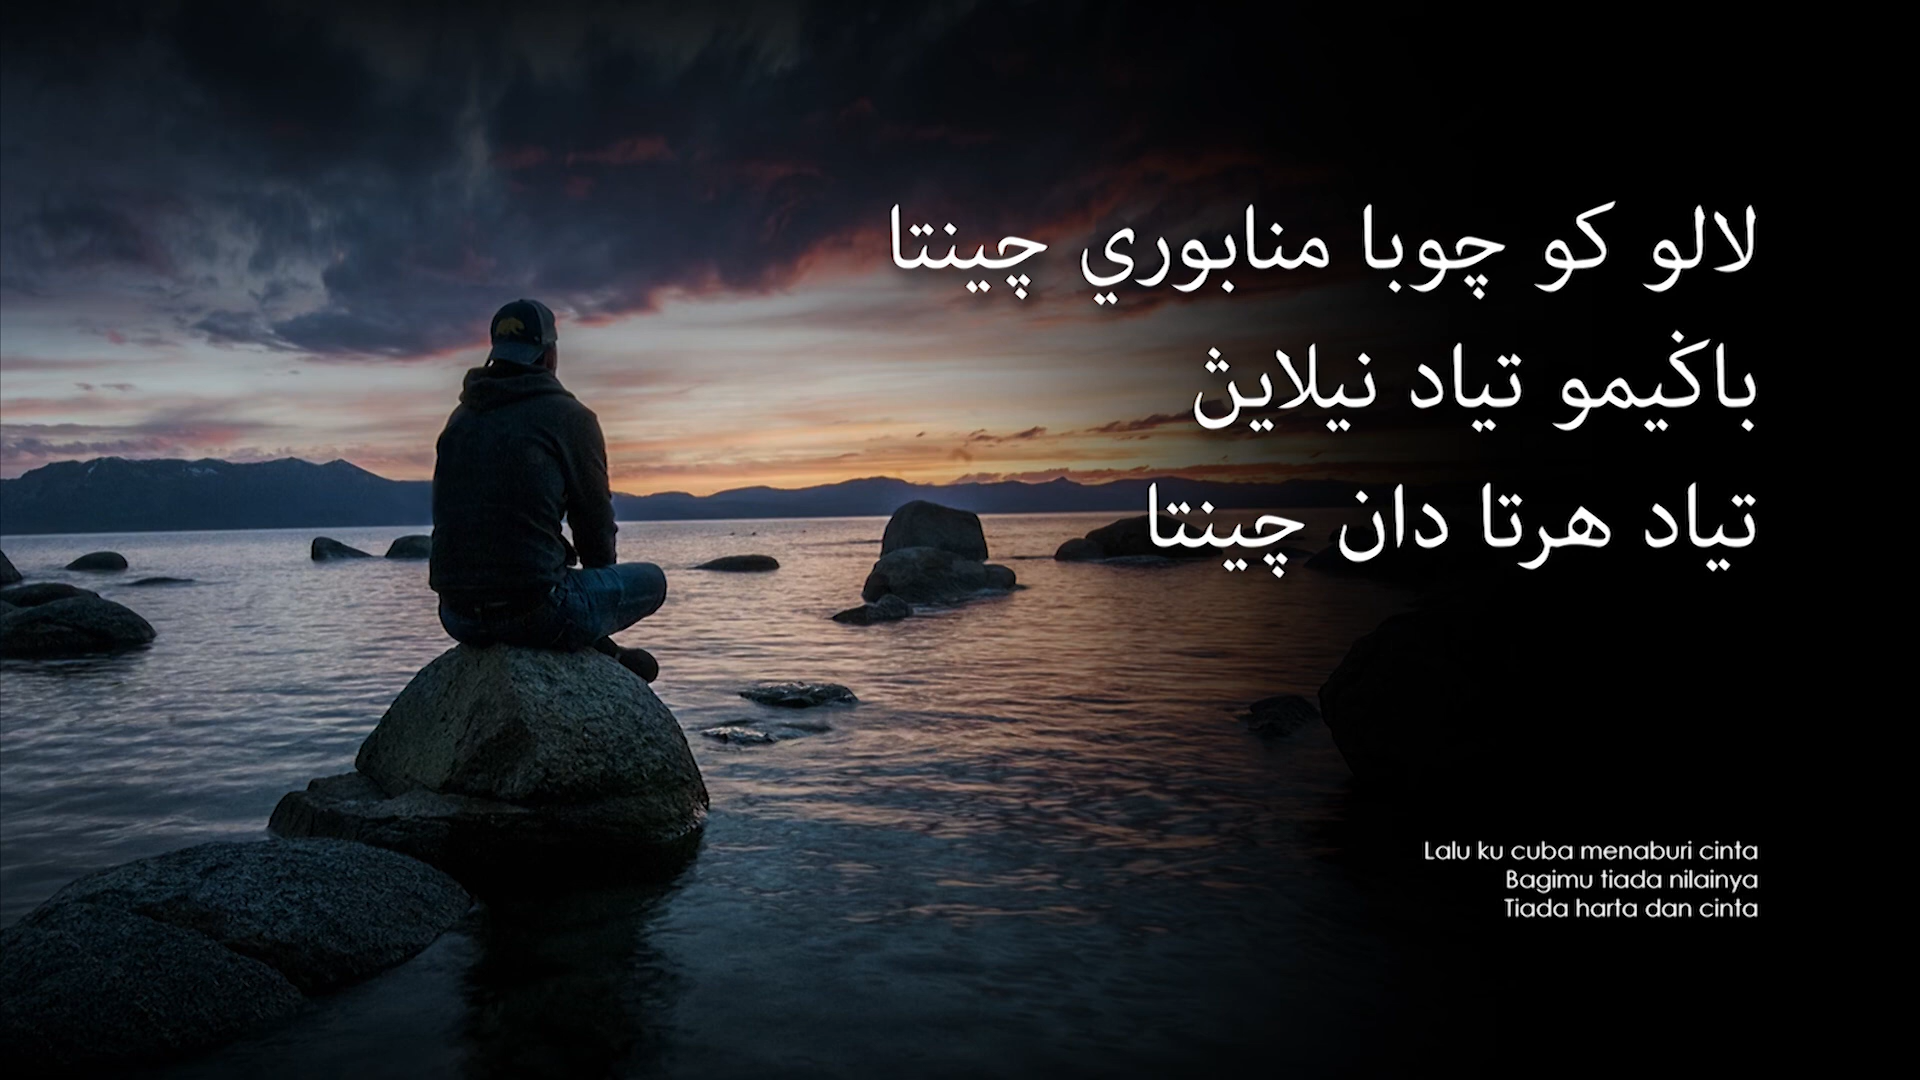 لالو کو چوبا منابوري چينتا
باݢيمو تياد نيلايڽ
تياد هرتا دان چينتا
Lalu ku cuba menaburi cinta
Bagimu tiada nilainya
Tiada harta dan cinta